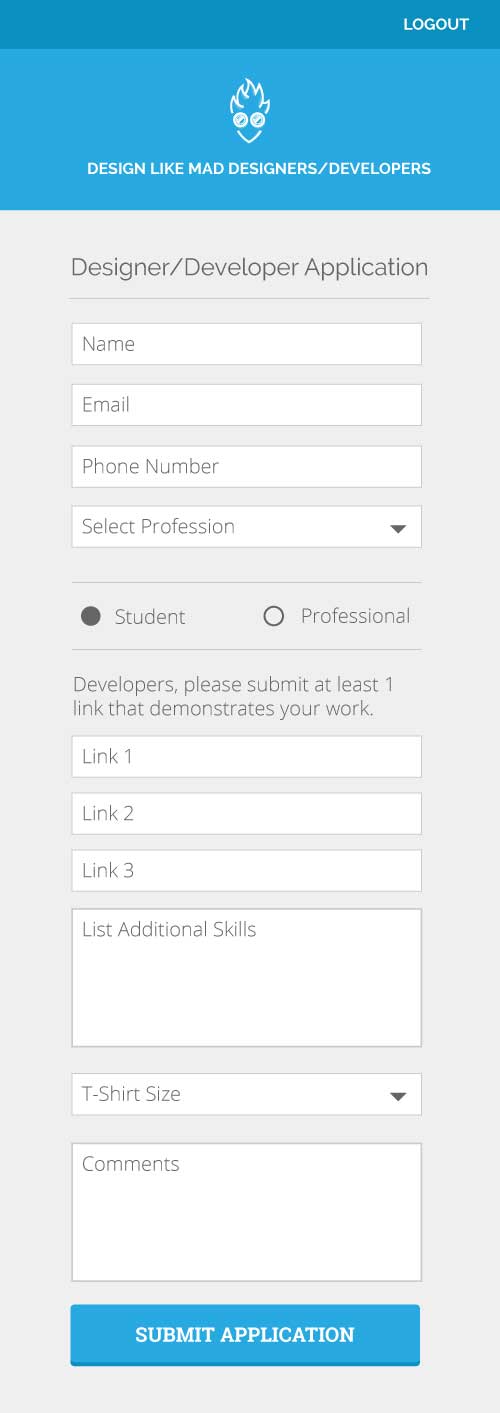 LOGOUT
DESIGN LIKE MAD DESIGNERS/DEVELOPERS
Designer/Developer Application
Name
Email
Phone Number
Select Profession
Student Professional
Developers, please submit at least 1
link that demonstrates your work.
Link 1
Link 2
Link 3
List Additional Skills
T-Shirt Size
Comments
SUBMIT APPLICATION